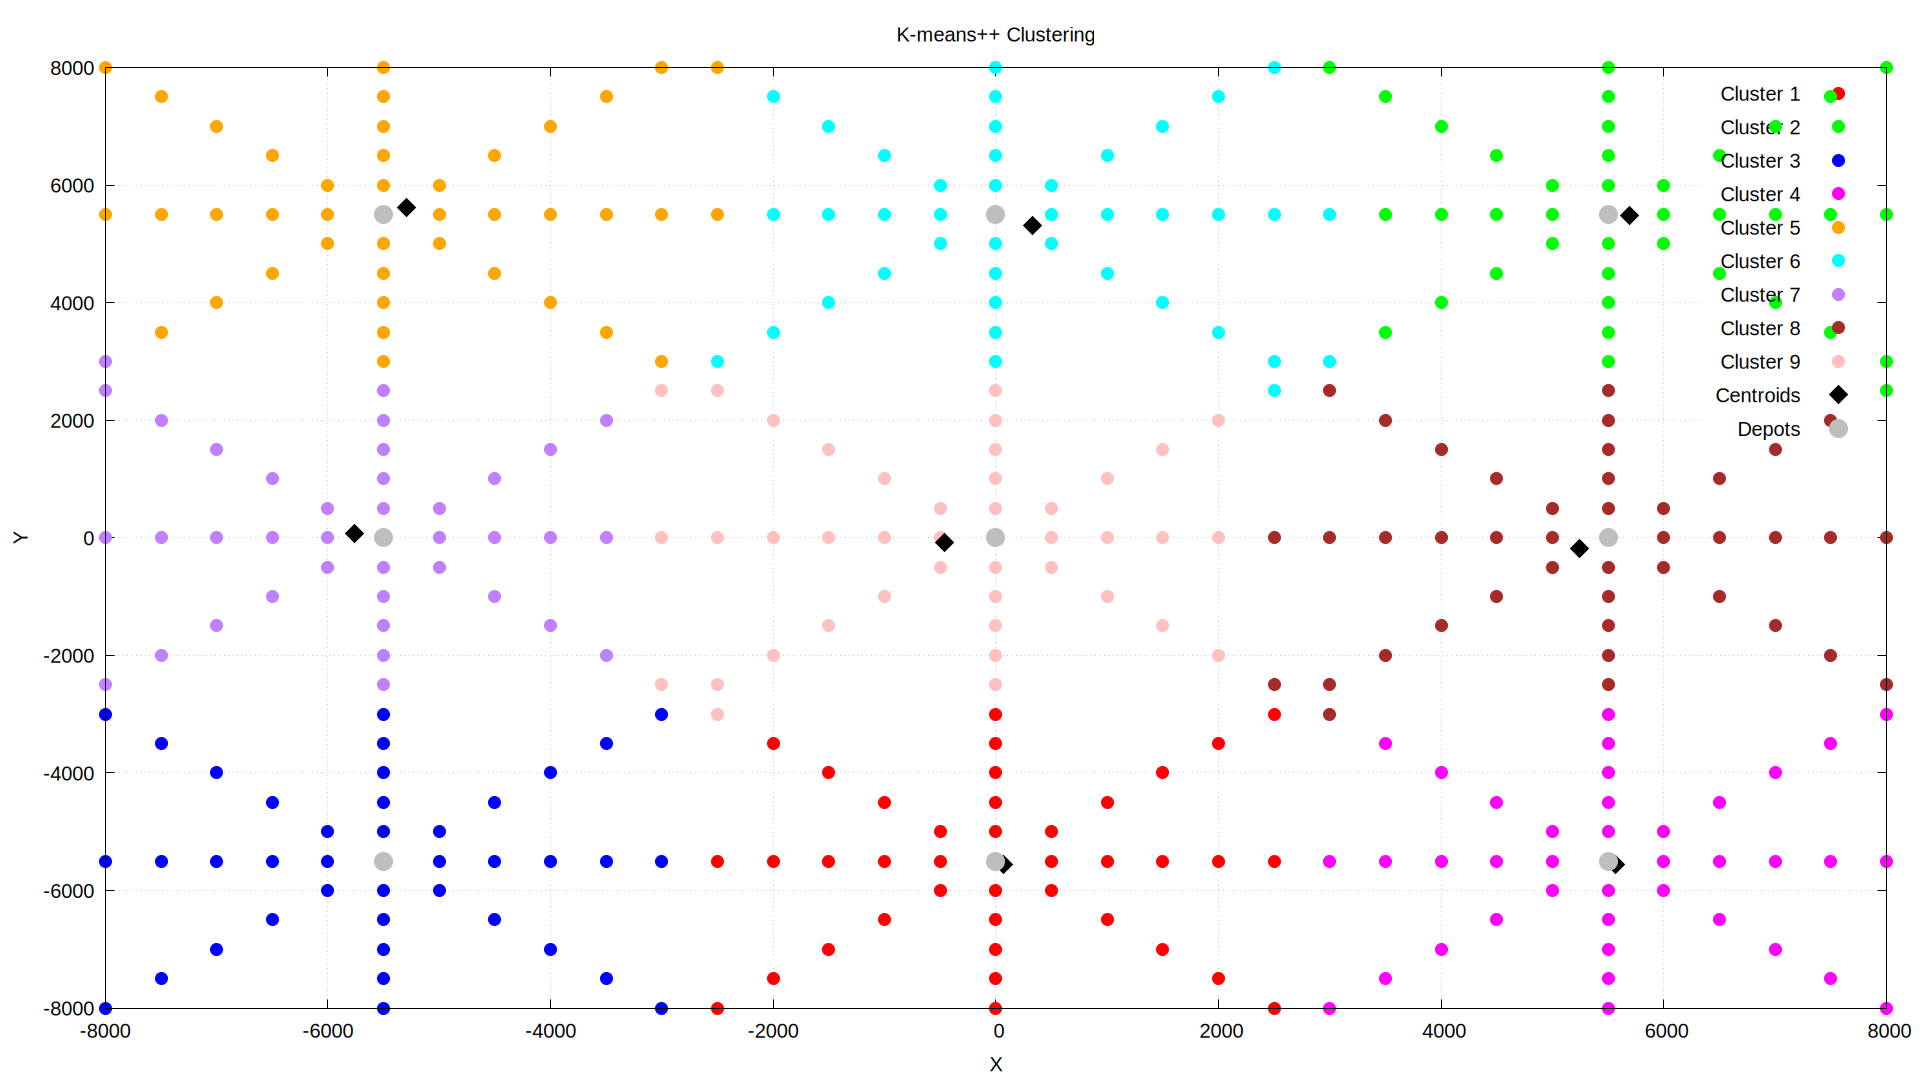 K-means++ Clustering
8000
6000
4000
2000
0
-2000
-4000
-6000
-8000
Y
-8000 -6000 -4000 -2000 0 2000 4000 6000 8000
X
Cluster 1
Cluster 2
Cluster 3
Cluster 4
Cluster 5
Cluster 6
Cluster 7
Cluster 8
Cluster 9
Centroids
Depots